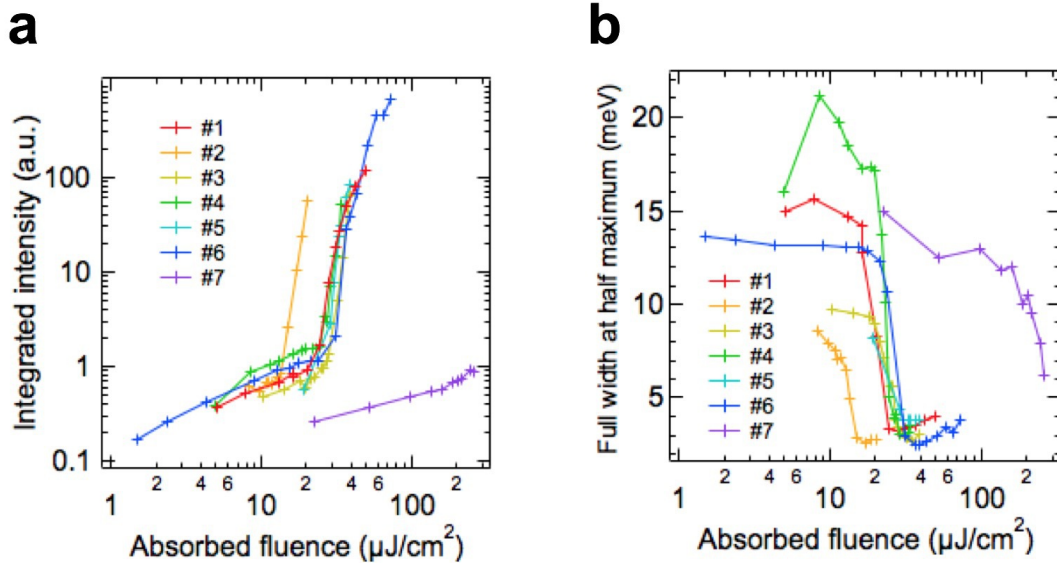 a
Integrated intensity (a.u.)
100
10
1
0.1
#1
#2
#3
#4
#5
#6
#7
1 2 4 6 10 2 4 6 100 2
Absorbed fluence (µJ/cm²)
b
Full width at half maximum (meV)
20
15
10
5
#1
#2
#3
#4
#5
#6
#7
1 2 4 6 10 2 4 6 100 2
Absorbed fluence (µJ/cm²)